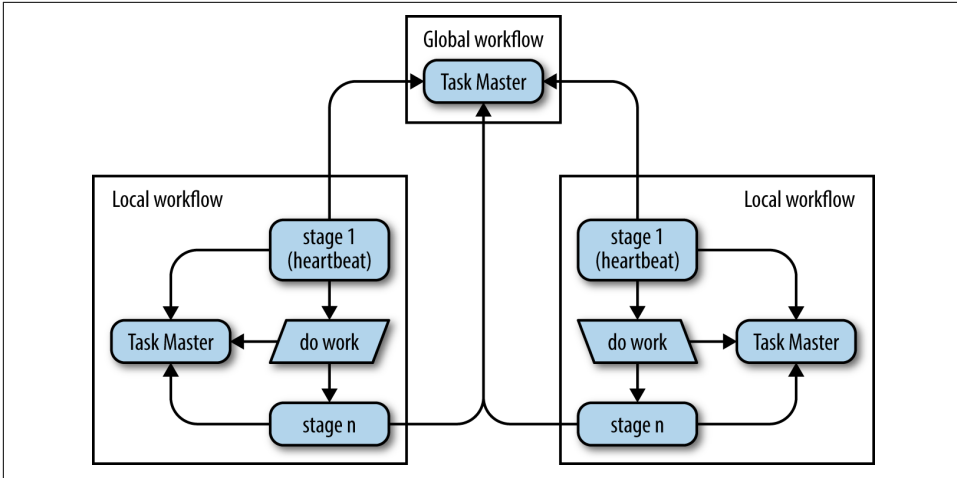 Global workflow
Task Master
Local workflow
stage 1
(heartbeat)
Task Master
do work
stage n
Local workflow
stage 1
(heartbeat)
do work
Task Master
stage n